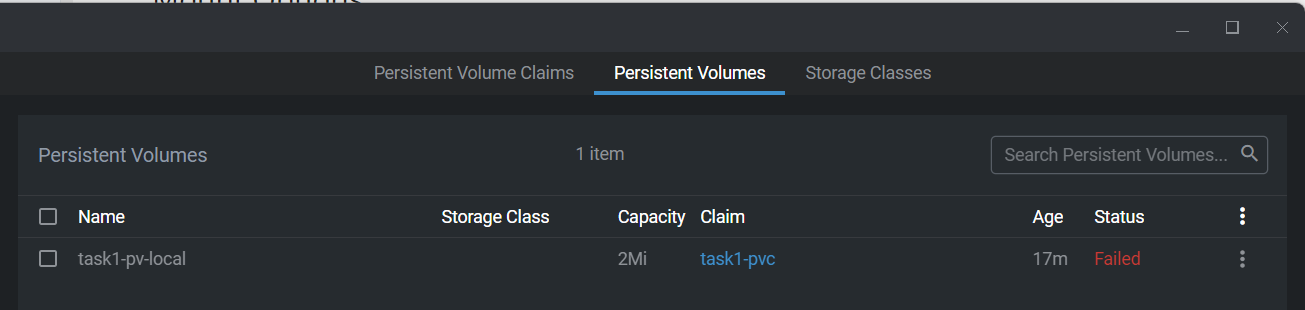 Persistent Volume Claims Persistent Volumes Storage Classes
Persistent Volumes 1 item Search Persistent Volumes...
Name Storage Class Capacity Claim Age Status
task1-pv-local 2Mi task1-pvc 17m Failed